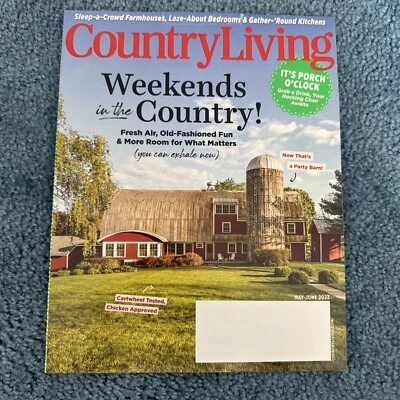 Sleep-a-Crowd Farmhouses, Laze-About Bedrooms & Gather-'Round Kitchens
Country Living
IT'S PORCH
O'CLOCK
Grab a Drink, Your
Rocking Chair
Awaits
Weekends
in the Country!
Fresh Air, Old-Fashioned Fun
& More Room for What Matters
(you can exhale now)
Now That's
a Party Barn!
Cartwheel Tested,
Chicken Approved
MAY-JUNE 2022